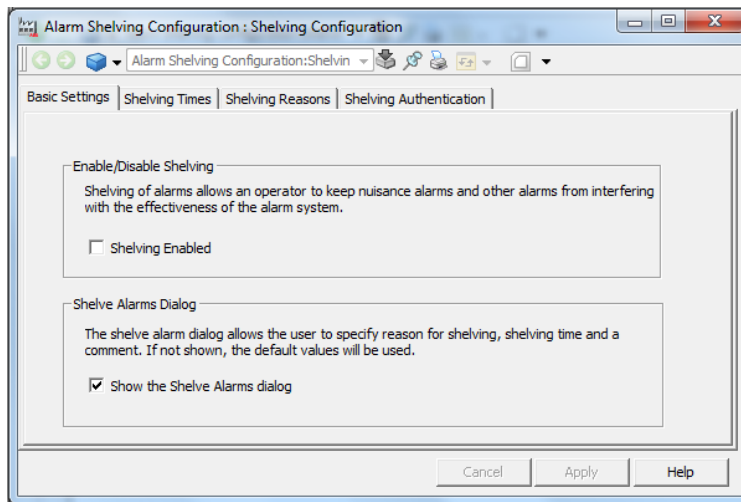 Alarm Shelving Configuration : Shelving Configuration
Alarm Shelving Configuration:Shelvin
Basic Settings Shelving Times Shelving Reasons Shelving Authentication
Enable/Disable Shelving
Shelving of alarms allows an operator to keep nuisance alarms and other alarms from interfering
with the effectiveness of the alarm system.
Shelving Enabled
Shelve Alarms Dialog
The shelve alarm dialog allows the user to specify reason for shelving, shelving time and a
comment. If not shown, the default values will be used.
Show the Shelve Alarms dialog
Cancel Apply Help